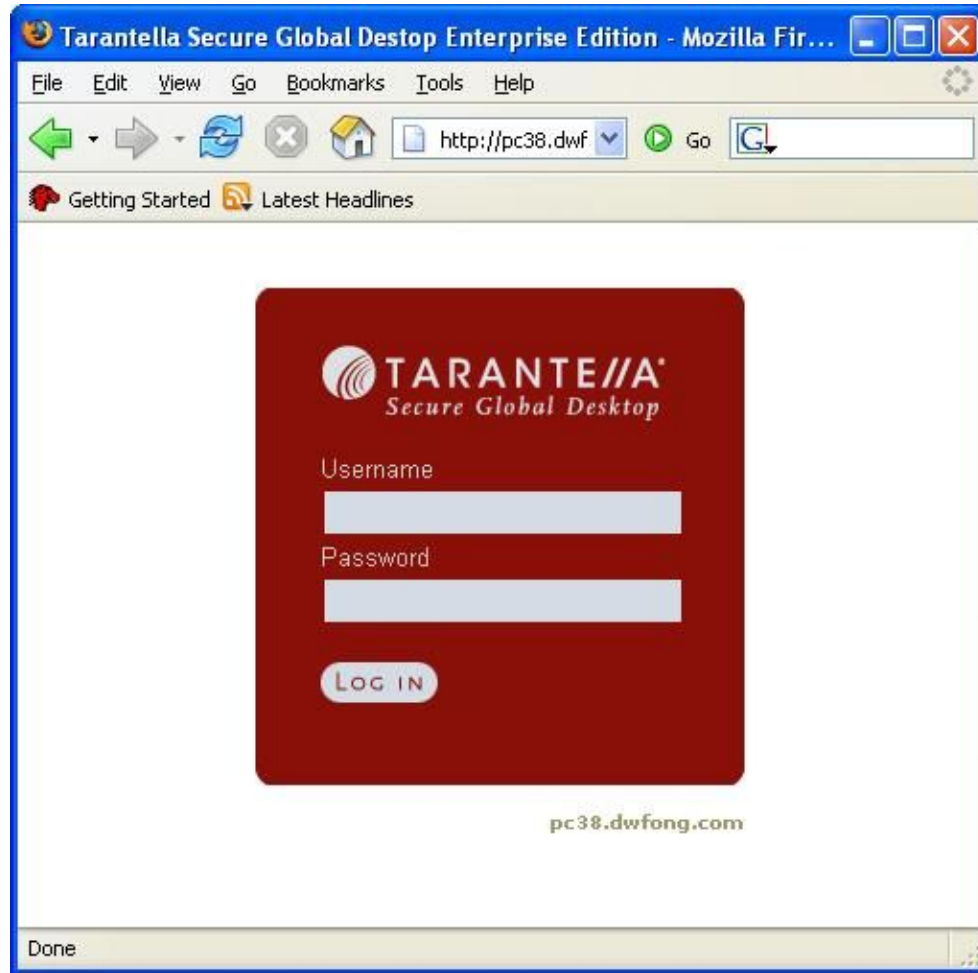 Tarantella Secure Global Destop Enterprise Edition - Mozilla Fir...
File Edit View Go Bookmarks Tools Help
http://pc38.dwf Go G
Getting Started Latest Headlines
TARANTELLA
Secure Global Desktop
Username
Password
LOG IN
pc38.dwfong.com
Done